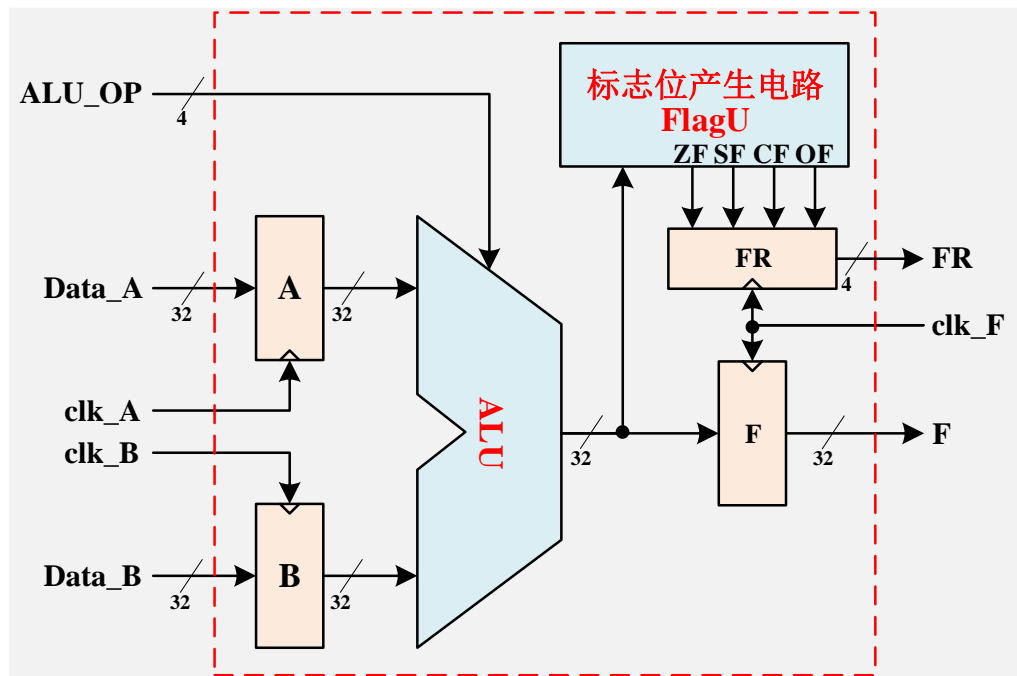 标志位产生电路
FlagU
ZF SF CF OF
ALU_OP
4
A
FR
4
FR
Data_A
32
32
clk_F
clk_A
ALU
F
32
32
F
clk_B
B
Data_B
32
32